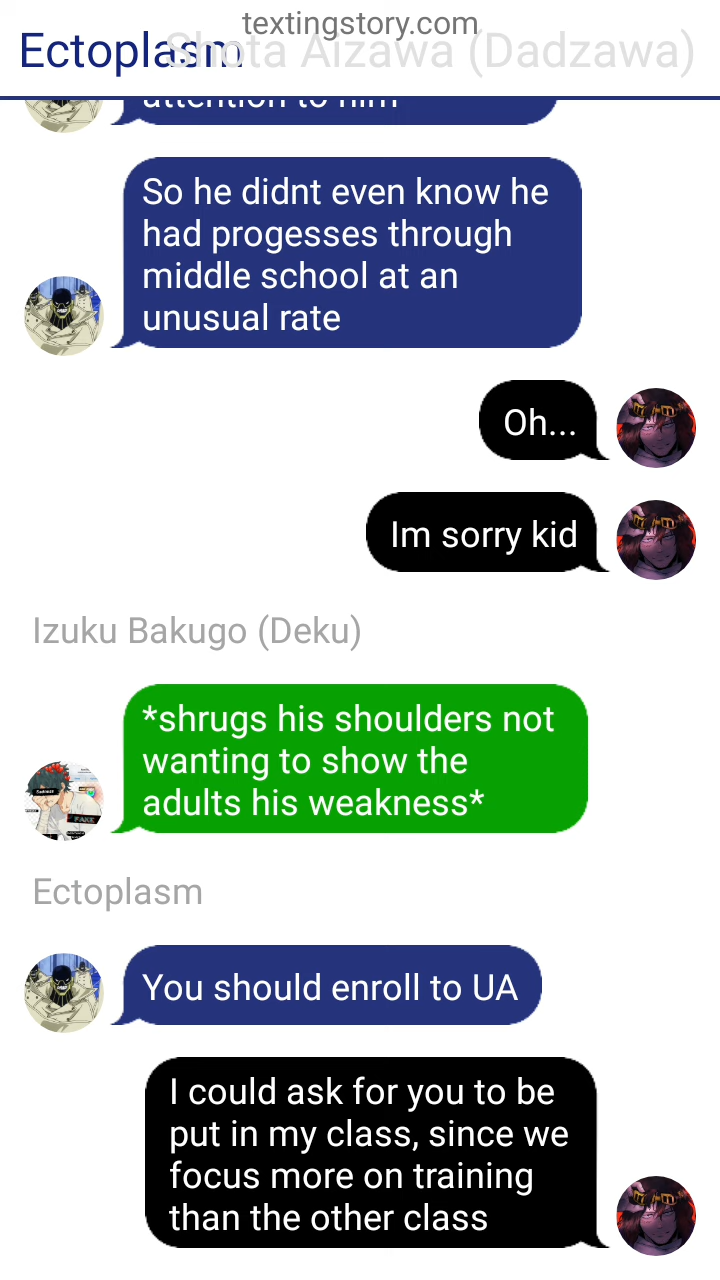 textingstory.com
Ectoplasm
Shota Aizawa (Dadzawa)
attention to him
So he didnt even know he
had progesses through
middle school at an
unusual rate
Oh...
Im sorry kid
Izuku Bakugo (Deku)
*shrugs his shoulders not
wanting to show the
adults his weakness*
FAKE
Ectoplasm
You should enroll to UA
I could ask for you to be
put in my class, since we
focus more on training
than the other class